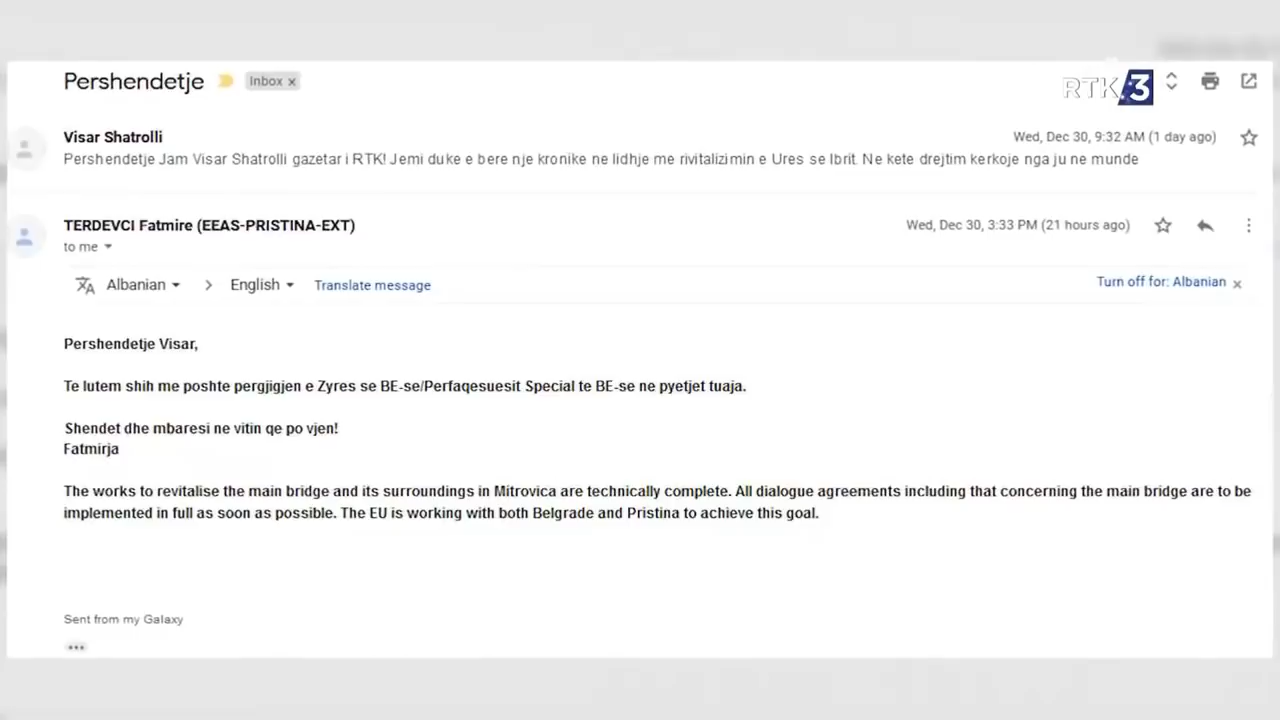 Pershendetje Inbox x
RTK 3
Visar Shatrolli Wed, Dec 30, 9:32 AM (1 day ago)
Pershendetje Jam Visar Shatrolli gazetar i RTK! Jemi duke e bere nje kronike ne lidhje me rivitalizimin e Ures se Ibrit. Ne kete drejtim kerkoje nga ju ne munde
TERDEVCI Fatmire (EEAS-PRISTINA-EXT) Wed, Dec 30, 3:33 PM (21 hours ago)
to me
Albanian > English Translate message Turn off for: Albanian x
Pershendetje Visar,
Te lutem shih me poshte pergjigjen e Zyres se BE-se/Perfaqesuesit Special te BE-se ne pyetjet tuaja.
Shendet dhe mbaresi ne vitin qe po vjen!
Fatmirja
The works to revitalise the main bridge and its surroundings in Mitrovica are technically complete. All dialogue agreements including that concerning the main bridge are to be
implemented in full as soon as possible. The EU is working with both Belgrade and Pristina to achieve this goal.
Sent from my Galaxy